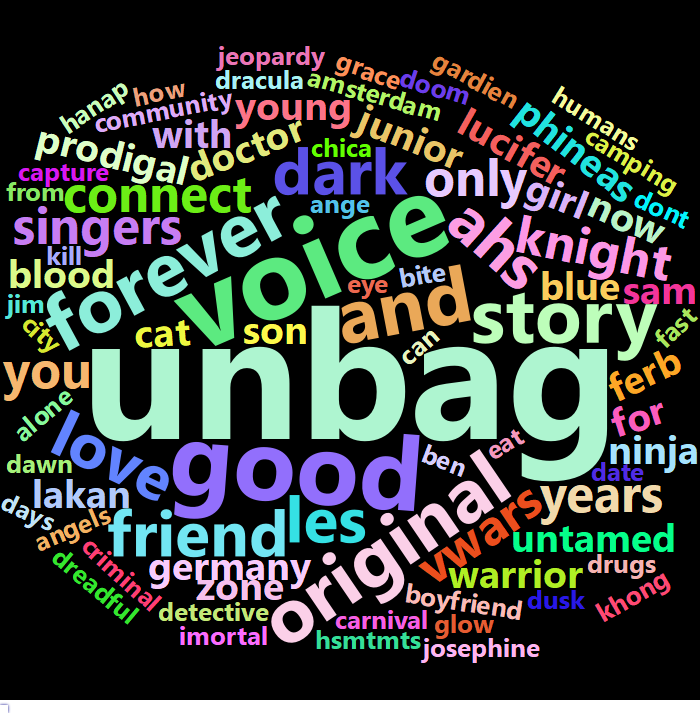 jeopardy
grace
gardien
dracula
amsterdam
doom
hanap
how
humans
community
young
junior
phineas
camping
with
doctor
lucifer
prodigal
chica
dark
only
capture
from
connect
ange
girl
now
dont
singers
forever
voice
ahs
knight
kill
blood
eye
bite
blue
sam
jim
and
story
city
cat
son
can
fast
you
unbag
ferb
alone
love
good
for
dawn
ben
eat
ninja
date
lakan
original
years
days
angels
friend
les
vwars
untamed
criminal
germany
warrior
drugs
dreadful
zone
boyfriend
dusk
khong
detective
carnival
glow
imortal
hsmtmts
josephine